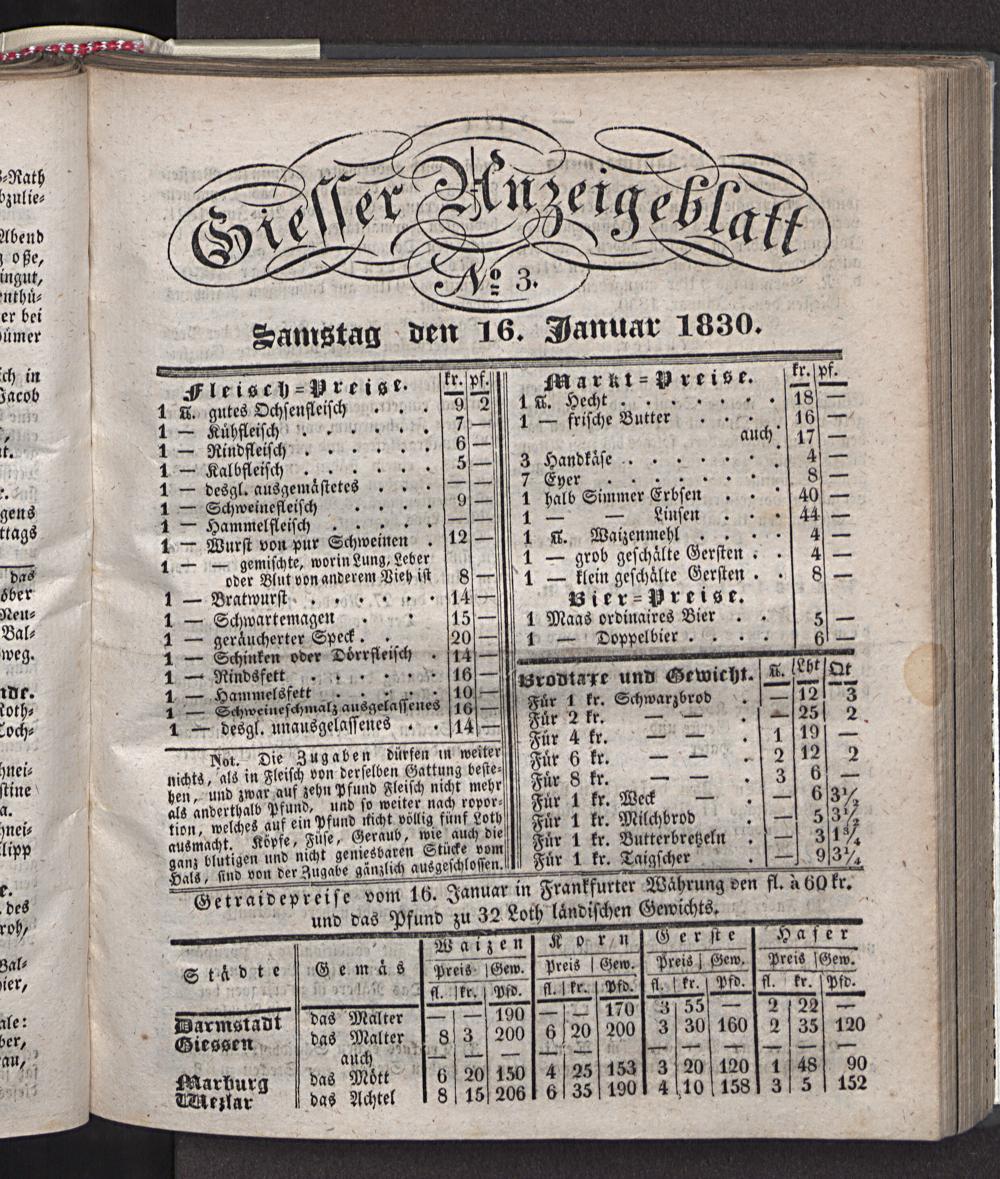 Giesser Anzeigeblatt
No 3.
Samstag den 16. Januar 1830.
Fleisch=Preise. kr. pf.
1 ℔. gutes Ochsenfleisch . . . 9 2
1 — Kühfleisch . . . . . 7 —
1 — Rindfleisch . . . . . 6 —
1 — Kalbfleisch . . . . . 5 —
1 — desgl. ausgemästetes . . . — —
1 — Schweinefleisch . . . . 9 —
1 — Hammelfleisch . . . . — —
1 — Wurst von pur Schweinen . 12 —
1 — — gemischte, worin Lung, Leber
oder Blut von anderem Vieh ist 8 —
1 — Bratwurst . . . . . . 14 —
1 — Schwartemagen . . . 15 —
1 — geräucherter Speck . . . 20 —
1 — Schinken oder Dörrfleisch . 14 —
1 — Rindsfett . . . . . 16 —
1 — Hammelsfett . . . . 10 —
1 — Schweineschmalz ausgelassenes 16 —
1 — desgl. unausgelassenes . . 14 —
Not. Die Zugaben dürfen in weiter
nichts, als in Fleisch von derselben Gattung beste=
hen, und zwar auf zehn Pfund Fleisch nicht mehr
als anderthalb Pfund, und so weiter nach ropor=
tion, welches auf ein Pfund nicht völlig fünf Loth
ausmacht. Köpfe, Füse, Geraub, wie auch die
ganz blutigen und nicht geniesbaren Stücke vom
Hals, sind von der Zugabe gänzlich ausgeschlossen.
Markt=Preise. kr. pf.
1 ℔. Hecht . . . . . . . 18 —
1 — frische Butter . . . . 16 —
auch 17 —
3 Handkäse . . . . . . 4 —
7 Eyer . . . . . . . 8 —
1 halb Simmer Erbsen . . . 40 —
1 — — Linsen . . . 44 —
1 ℔. Waizenmehl . . . . 4 —
1 — grob geschälte Gersten . . 4 —
1 — klein geschälte Gersten . . 8 —
Bier=Preise.
1 Maas ordinaires Bier . . 5 —
1 — Doppelbier . . . . 6 —
Brodtaxe und Gewicht. ℔. Lht Qt
Für 1 kr. Schwarzbrod . — 12 3
Für 2 kr. — — . — 25 2
Für 4 kr. — — 1 19 —
Für 6 kr. — — . 2 12 2
Für 8 kr. — — . 3 6 —
Für 1 kr. Weck — . — 6 3½
Für 1 kr. Milchbrod . — 5 3½
Für 1 kr. Butterbretzeln . — 3 1¾
Für 1 kr. Taigscher . — 9 3¼
Getraidepreise vom 16. Januar in Frankfurter Währung den fl. à 60 kr.
und das Pfund zu 32 Loth ländischen Gewichts.
Städte Gemäs Waizen Korn Gerste Hafer
Preis Gew. Preis Gew. Preis Gew. Preis Gew.
fl. kr. Pfd. fl. kr. Pfd. fl. kr. Pfd. fl. kr. Pfd.
Darmstadt das Malter — — 190 — — 170 3 55 — 2 22 —
Giessen das Malter 8 3 200 6 20 200 3 30 160 2 35 120
auch — — — — — — — — — — — —
Marburg das Mött 6 20 150 4 25 153 3 20 120 1 48 90
Wezlar das Achtel 8 15 206 6 35 190 4 10 158 3 5 152